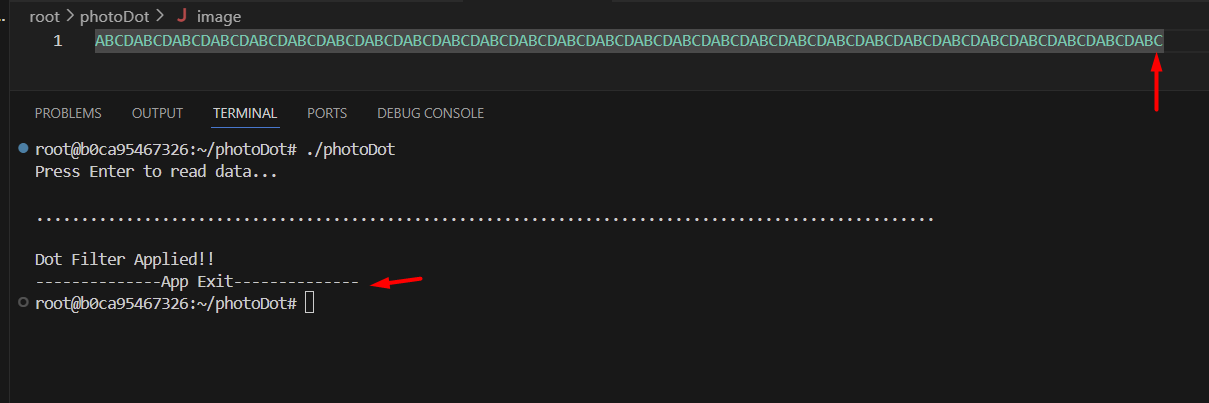 root > photoDot > image
1 ABCDABCDABCDABCDABCDABCDABCDABCDABCDABCDABCDABCDABCDABCDABCDABCDABCDABCDABCDABCDABCDABCDABCDABCDABCDABCDABCDABCDABCDABC
PROBLEMS OUTPUT TERMINAL PORTS DEBUG CONSOLE
root@b0ca95467326:~/photoDot# ./photoDot
Press Enter to read data...
....................................................................................................
Dot Filter Applied!!
--------------App Exit--------------
root@b0ca95467326:~/photoDot#